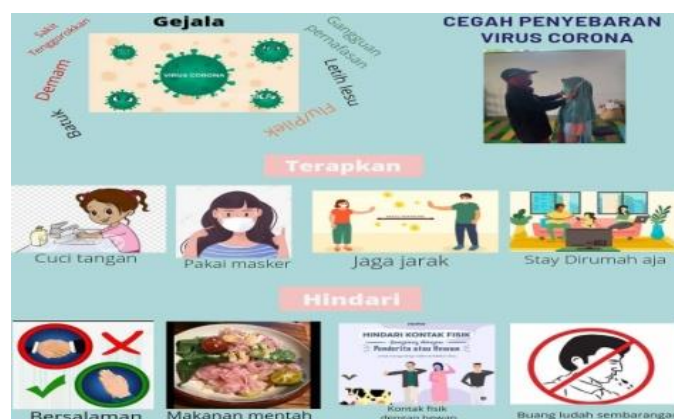 Gejala
CEGAH PENYEBARAN
VIRUS CORONA
Sakit
Tenggorokkan
Demam
Batuk
VIRUS CORONA
Gangguan
pernafasan
Letih lesu
Flu/Pilek
Terapkan
Cuci tangan
Pakai masker
Jaga jarak
Stay Dirumah aja
Hindari
HINDARI KONTAK FISIK
Penderita atau Hewan
Bersalaman
Makanan mentah
Kontak fisik
dengan hewan
Buang ludah sembarangan